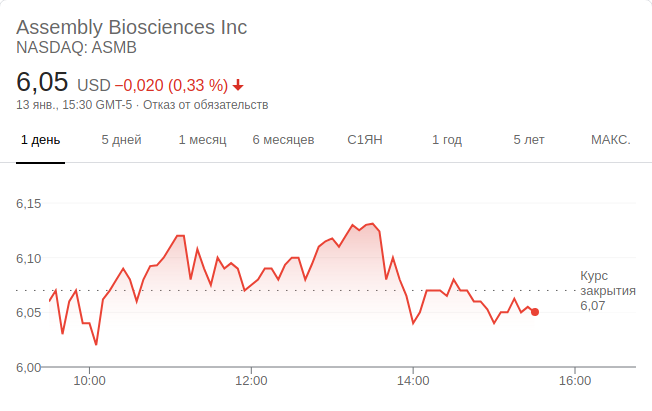 Assembly Biosciences Inc
NASDAQ: ASMB
6,05 USD −0,020 (0,33 %)
13 янв., 15:30 GMT-5 · Отказ от обязательств
1 день 5 дней 1 месяц 6 месяцев С1ЯН 1 год 5 лет МАКС.
6,15
6,10
Курс
закрытия
6,07
6,05
6,00
10:00 12:00 14:00 16:00